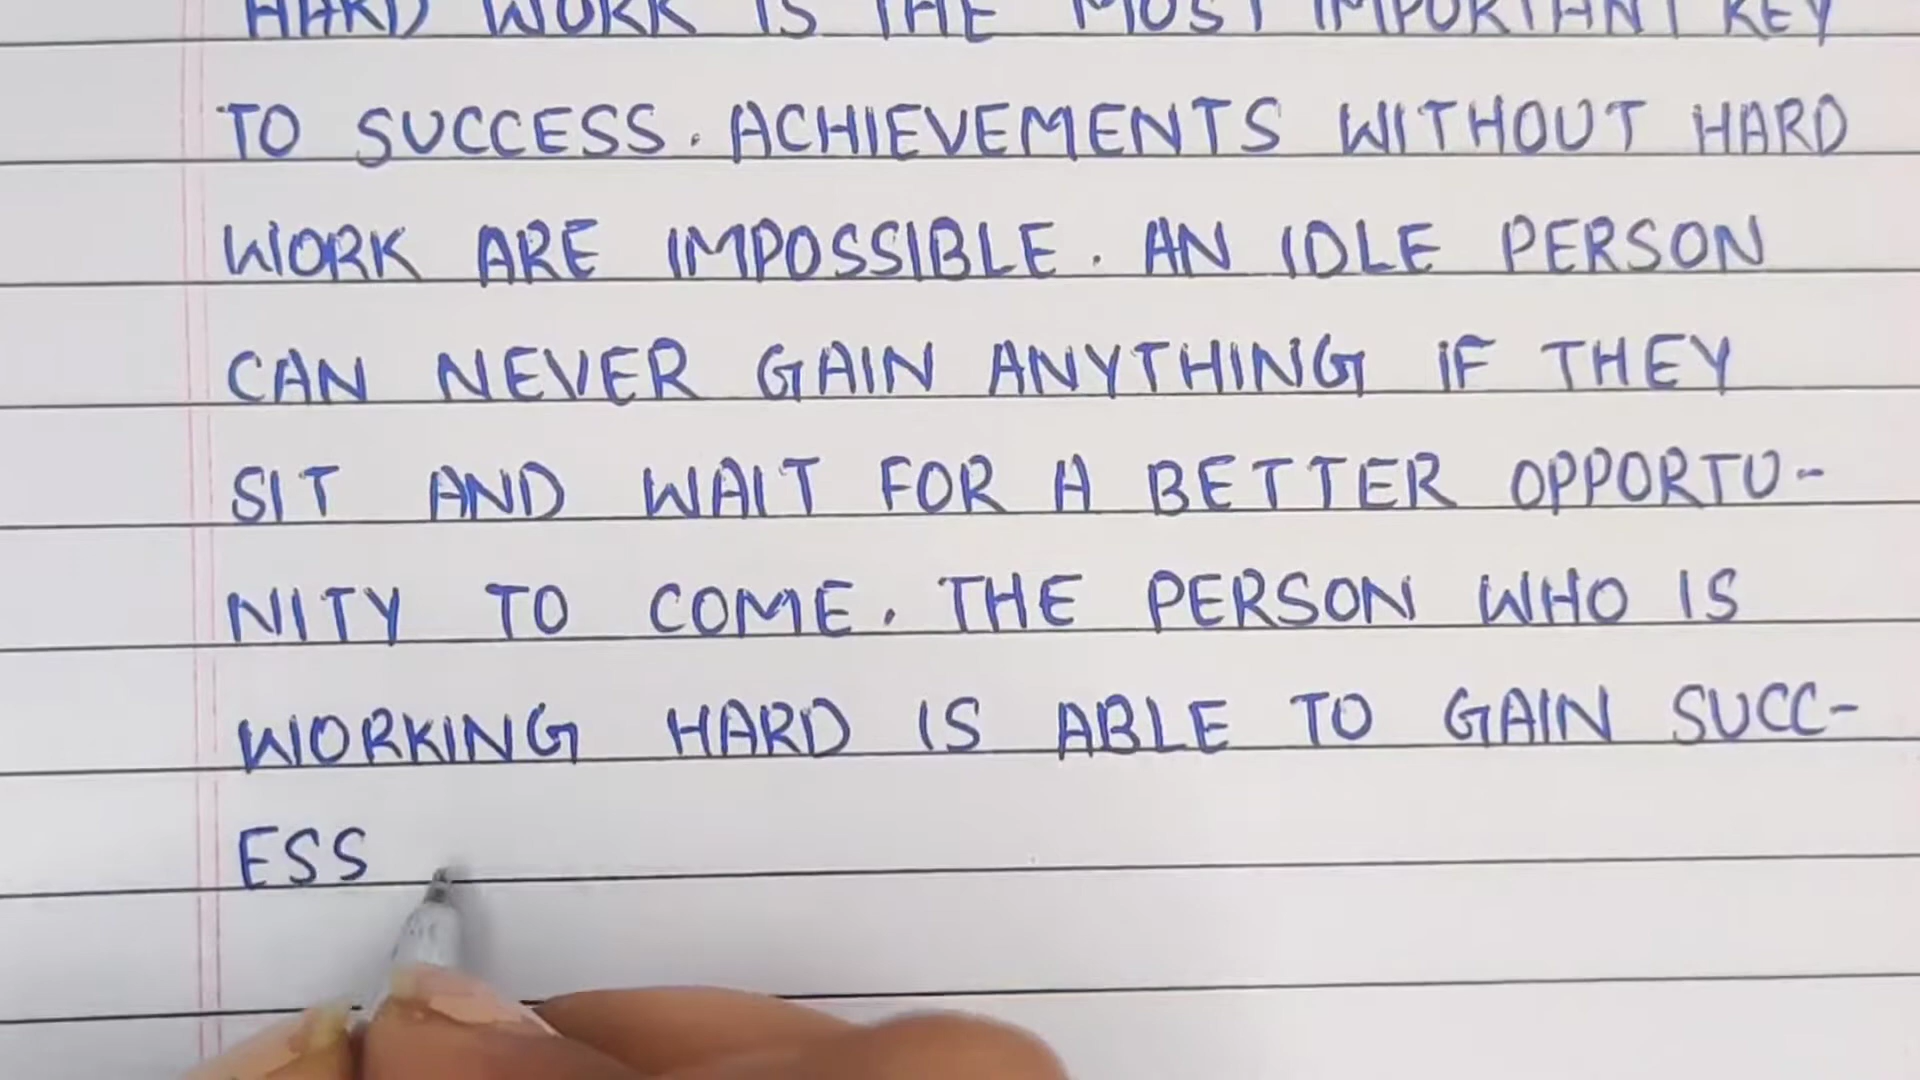 HARD WORK IS THE MOST IMPORTANT KEY
TO SUCCESS. ACHIEVEMENTS WITHOUT HARD
WORK ARE IMPOSSIBLE. AN IDLE PERSON
CAN NEVER GAIN ANYTHING IF THEY
SIT AND WAIT FOR A BETTER OPPORTU-
NITY TO COME. THE PERSON WHO IS
WORKING HARD IS ABLE TO GAIN SUCC-
ESS